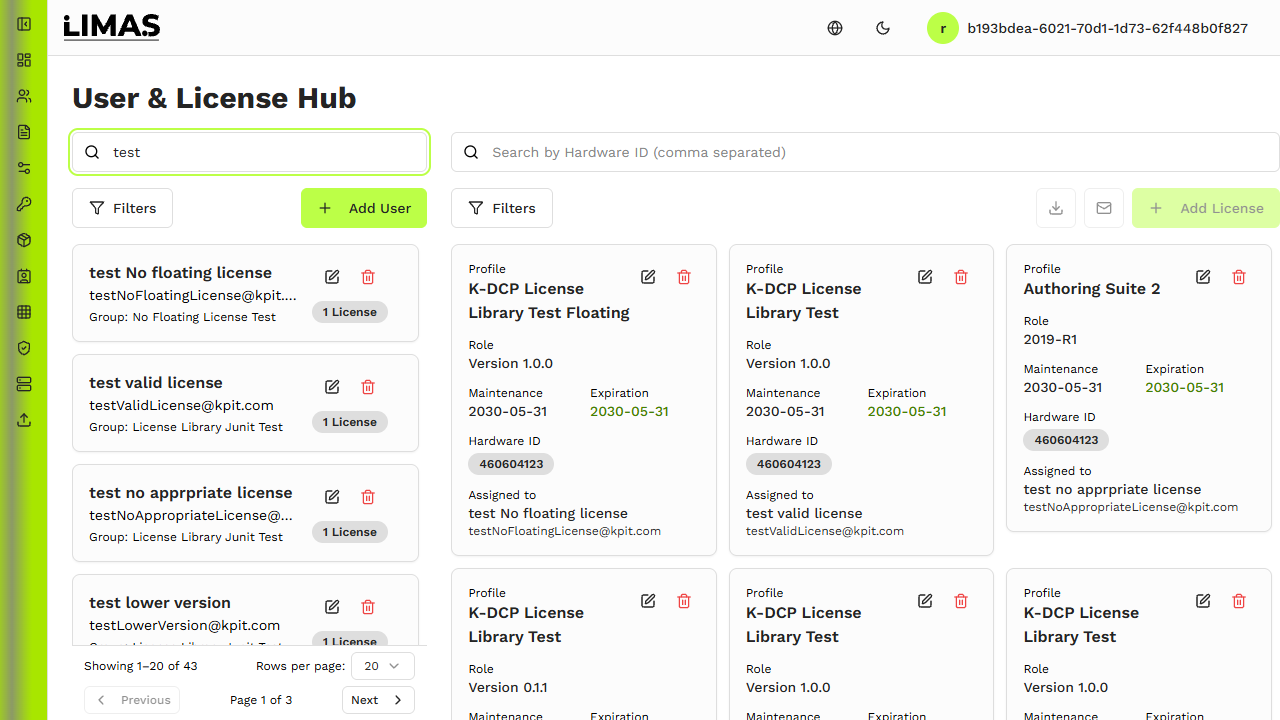 LIMAS
r
b193bdea-6021-70d1-1d73-62f448b0f827
User & License Hub
test
Search by Hardware ID (comma separated)
Filters
Add User
Filters
Add License
test No floating license
testNoFloatingLicense@kpit....
Group: No Floating License Test
1 License
test valid license
testValidLicense@kpit.com
Group: License Library Junit Test
1 License
test no apprpriate license
testNoAppropriateLicense@...
Group: License Library Junit Test
1 License
test lower version
testLowerVersion@kpit.com
1 License
Showing 1–20 of 43
Rows per page:
20
Previous
Page 1 of 3
Next
Profile
K-DCP License
Library Test Floating
Role
Version 1.0.0
Maintenance
Expiration
2030-05-31
2030-05-31
Hardware ID
460604123
Assigned to
test No floating license
testNoFloatingLicense@kpit.com
Profile
K-DCP License
Library Test
Role
Version 1.0.0
Maintenance
Expiration
2030-05-31
2030-05-31
Hardware ID
460604123
Assigned to
test valid license
testValidLicense@kpit.com
Profile
Authoring Suite 2
Role
2019-R1
Maintenance
Expiration
2030-05-31
2030-05-31
Hardware ID
460604123
Assigned to
test no apprpriate license
testNoAppropriateLicense@kpit.com
Profile
K-DCP License
Library Test
Role
Version 0.1.1
Maintenance
Expiration
Profile
K-DCP License
Library Test
Role
Version 1.0.0
Maintenance
Expiration
Profile
K-DCP License
Library Test
Role
Version 1.0.0
Maintenance
Expiration